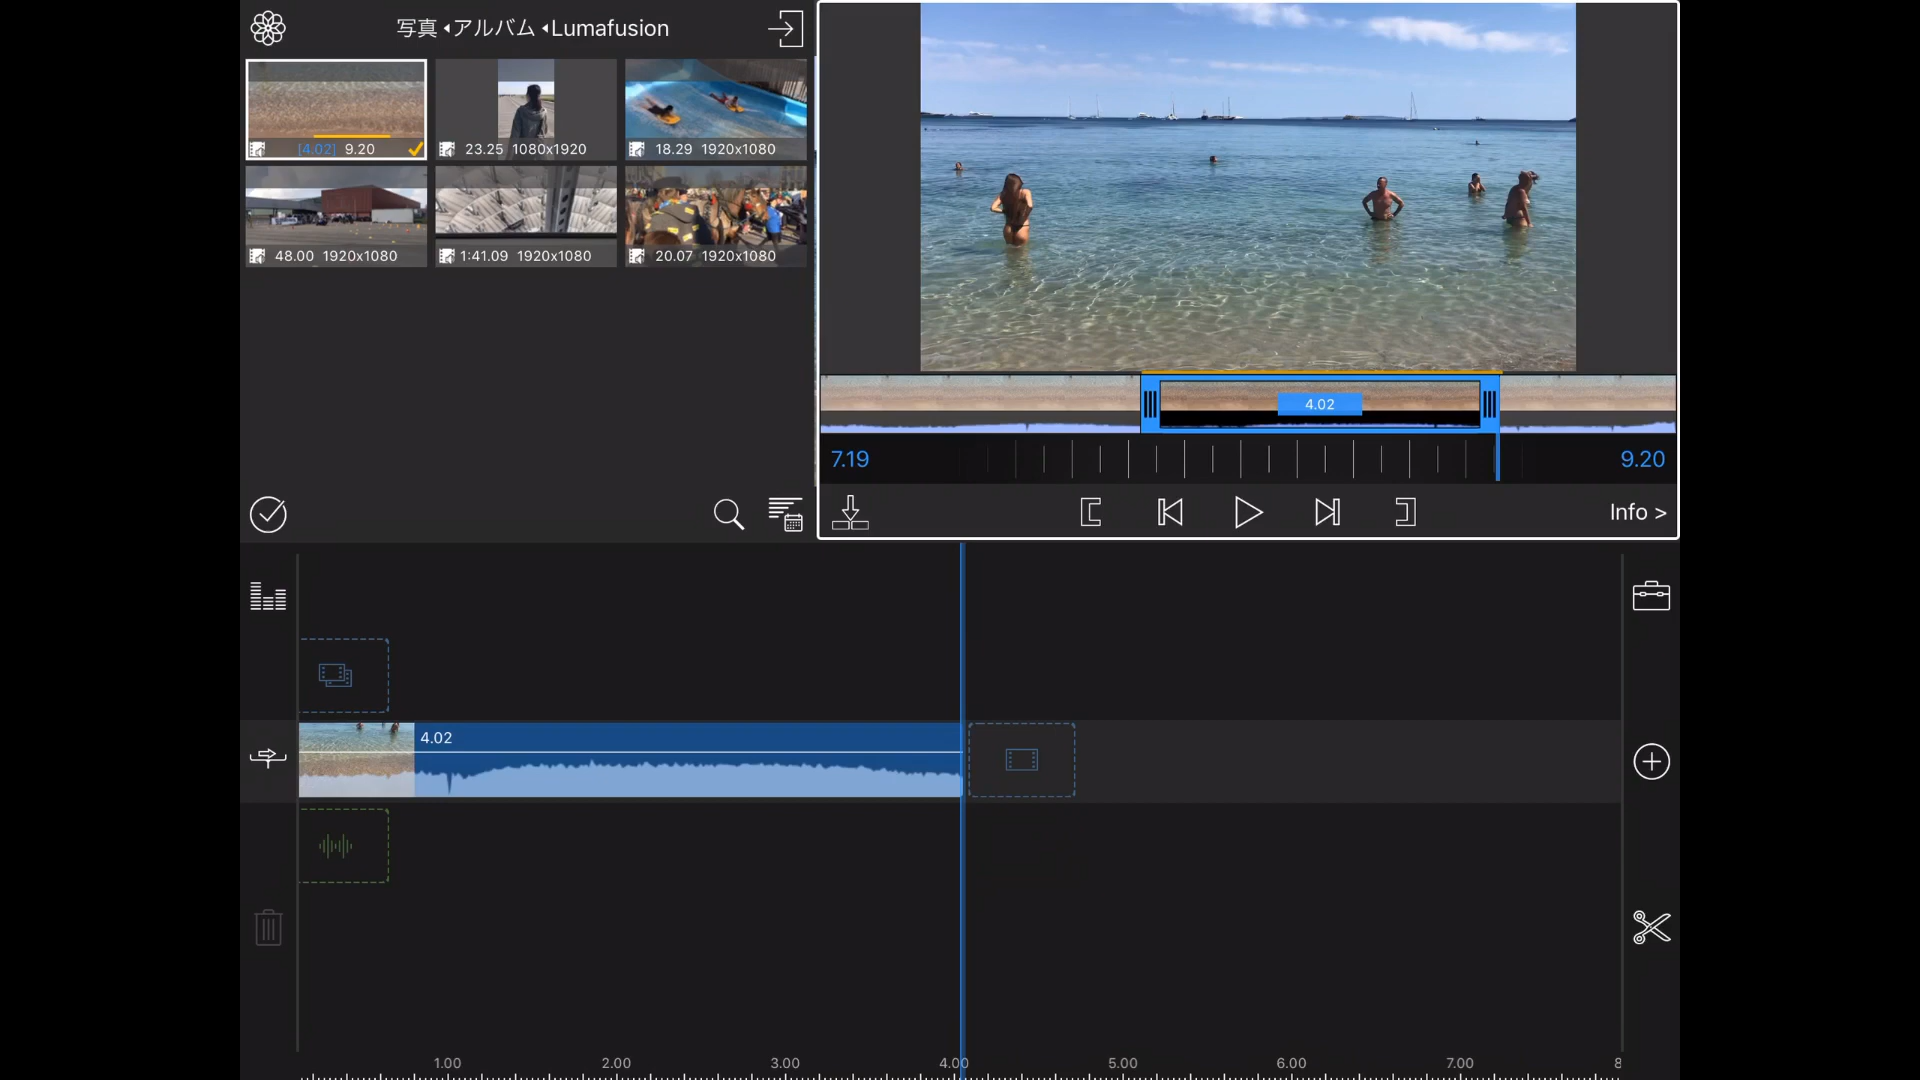 写真 ◂アルバム ◂Lumafusion
[4.02] 9.20
23.25 1080x1920
18.29 1920x1080
48.00 1920x1080
1:41.09 1920x1080
20.07 1920x1080
4.02
7.19
9.20
Info >
4.02
1.00 2.00 3.00 4.00 5.00 6.00 7.00 8